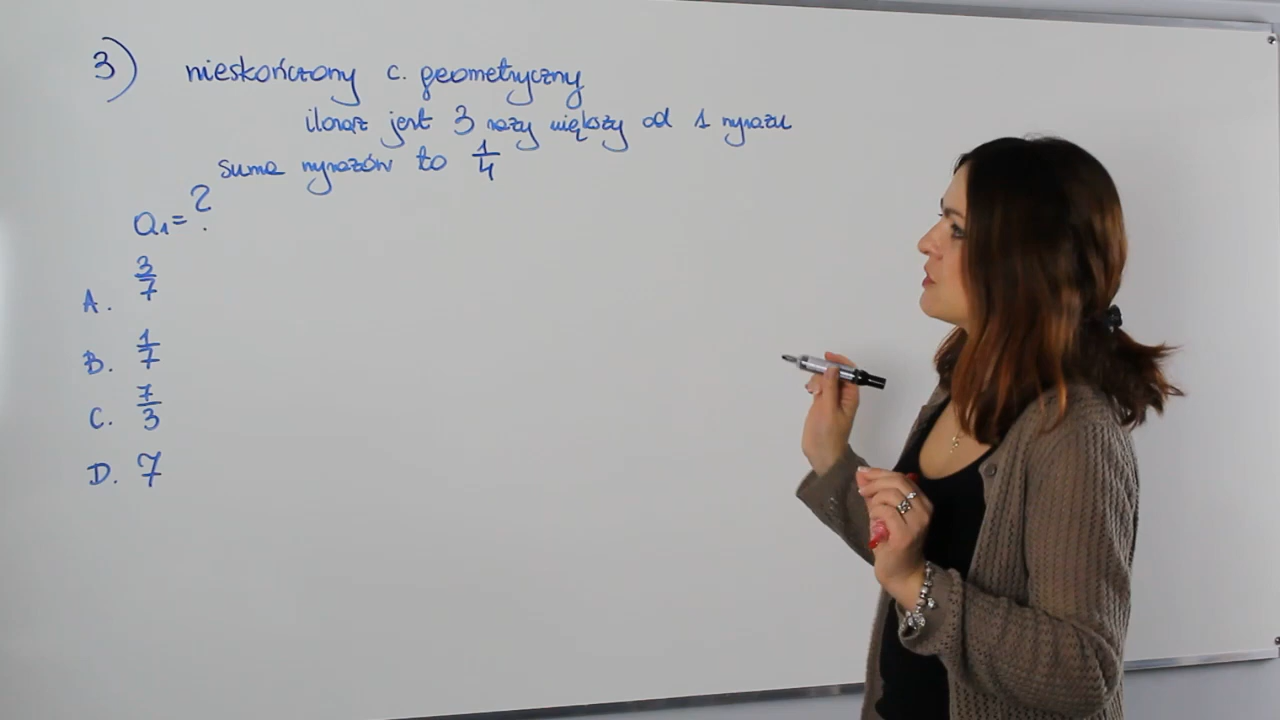 3) nieskończony c. geometryczny
iloraz jest 3 razy większy od 1 wyrazu
suma wyrazów to 1/4
a₁ = ?
A. 3/7
B. 1/7
C. 7/3
D. 7